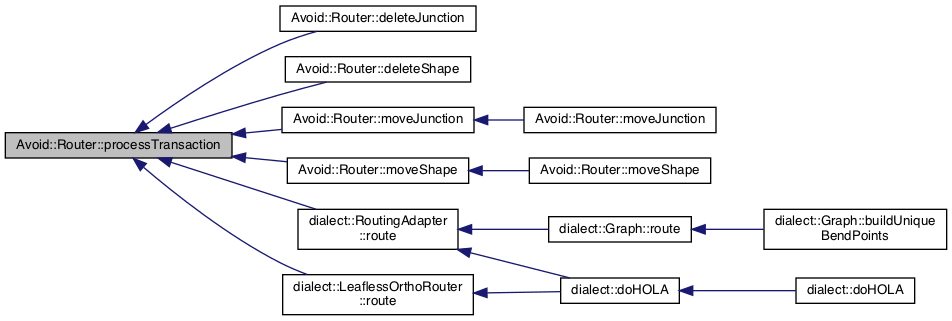 Avoid::Router::deleteJunction
Avoid::Router::deleteShape
Avoid::Router::moveJunction
Avoid::Router::moveJunction
Avoid::Router::processTransaction
Avoid::Router::moveShape
Avoid::Router::moveShape
dialect::RoutingAdapter
::route
dialect::Graph::route
dialect::Graph::buildUnique
BendPoints
dialect::LeaflessOrthoRouter
::route
dialect::doHOLA
dialect::doHOLA